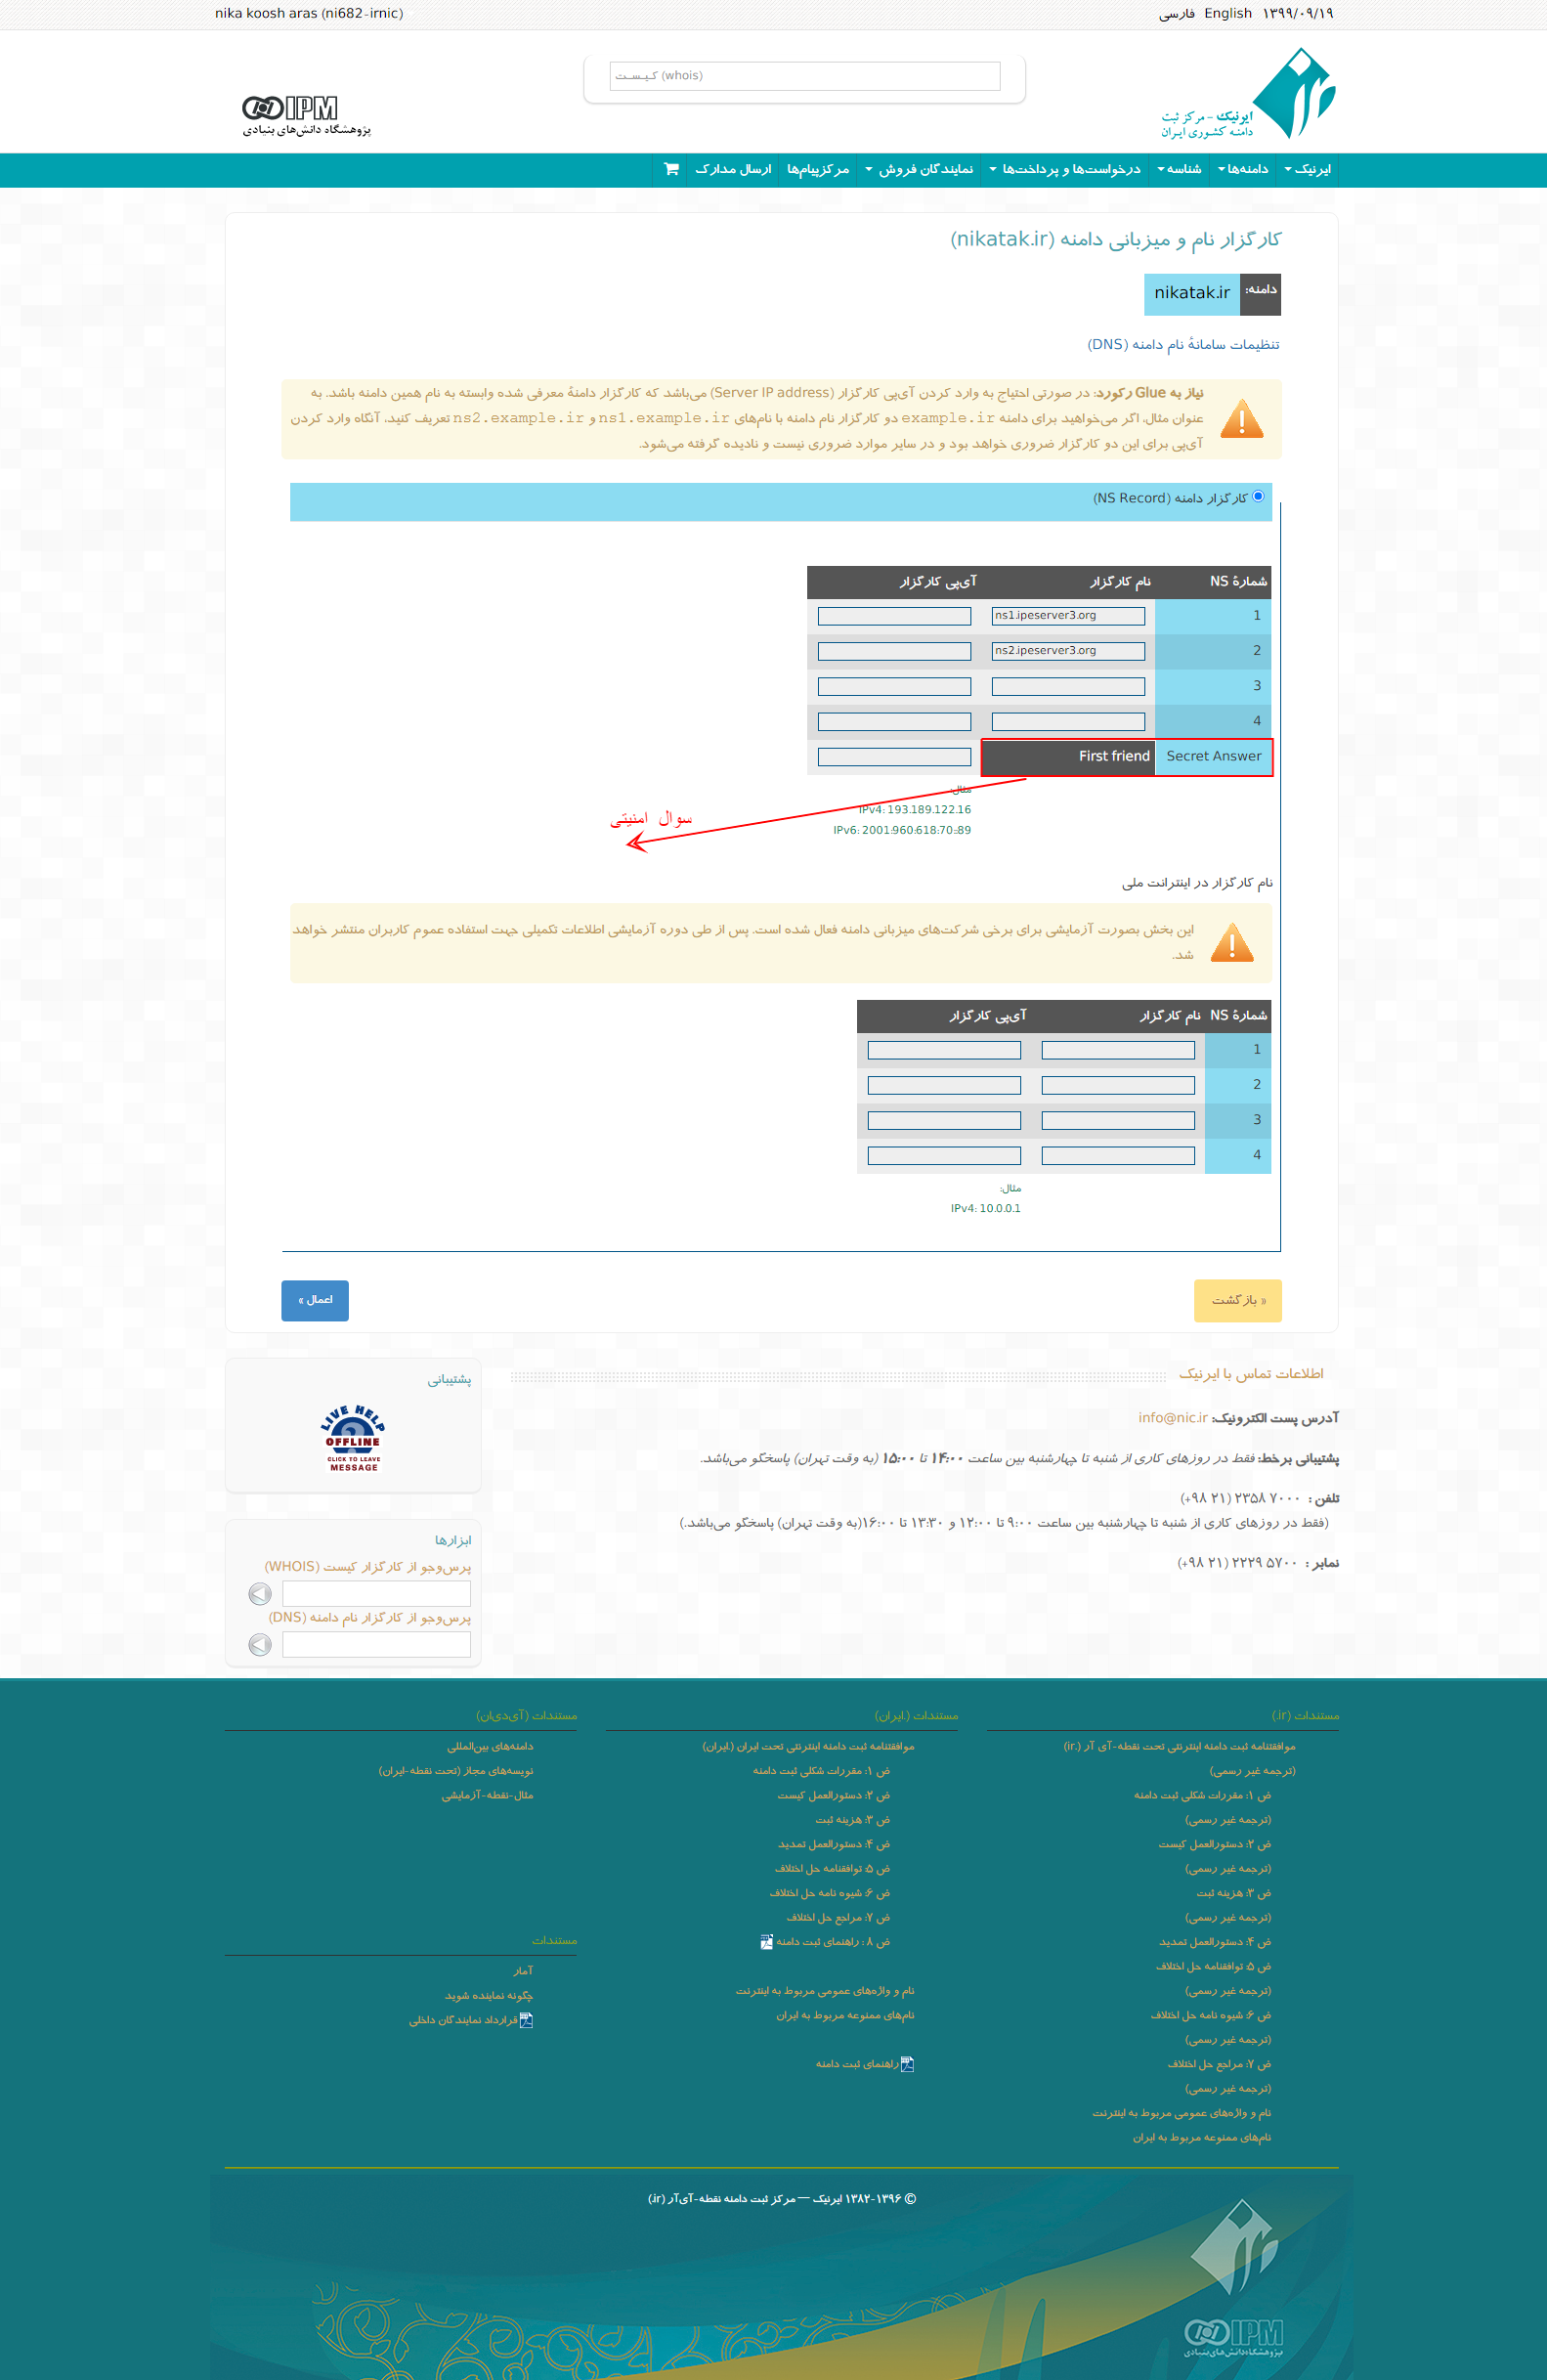 ۱۳۹۹/۰۹/۱۹ English فارسی
nika koosh aras (ni682-irnic)
ایرنیک - مرکز ثبت
دامنه کشوری ایران
کـیـسـت (whois)
IPM
پژوهشگاه دانش‌های بنیادی
ایرنیک دامنه‌ها شناسه درخواست‌ها و پرداخت‌ها نمایندگان فروش مرکزپیام‌ها ارسال مدارک
کارگزار نام و میزبانی دامنه (nikatak.ir)
دامنه: nikatak.ir
تنظیمات سامانهٔ نام دامنه (DNS)
نیاز به Glue رکورد: در صورتی احتیاج به وارد کردن آی‌پی کارگزار (Server IP address) می‌باشد که کارگزار دامنهٔ معرفی شده وابسته به نام همین دامنه باشد. به
عنوان مثال، اگر می‌خواهید برای دامنه example.ir دو کارگزار نام دامنه با نام‌های ns1.example.ir و ns2.example.ir تعریف کنید، آنگاه وارد کردن
آی‌پی برای این دو کارگزار ضروری خواهد بود و در سایر موارد ضروری نیست و نادیده گرفته می‌شود.
کارگزار دامنه (NS Record)
شمارهٔ NS نام کارگزار آی‌پی کارگزار
1 ns1.ipeserver3.org
2 ns2.ipeserver3.org
3
4
Secret Answer First friend
مثال:
IPv4: 193.189.122.16
IPv6: 2001:960:618:70::89
سوال امنیتی
نام کارگزار در اینترانت ملی
این بخش بصورت آزمایشی برای برخی شرکت‌های میزبانی دامنه فعال شده است. پس از طی دوره آزمایشی اطلاعات تکمیلی جهت استفاده عموم کاربران منتشر خواهد
شد.
شمارهٔ NS نام کارگزار آی‌پی کارگزار
1
2
3
4
مثال:
IPv4: 10.0.0.1
« بازگشت
اعمال »
اطلاعات تماس با ایرنیک
آدرس پست الکترونیک: info@nic.ir
پشتیبانی برخط: فقط در روزهای کاری از شنبه تا چهارشنبه بین ساعت ۱۴:۰۰ تا ۱۵:۰۰ (به وقت تهران) پاسخگو می‌باشد.
تلفن : ۷۰۰۰ ۲۳۵۸ (۲۱ ۹۸+)
(فقط در روزهای کاری از شنبه تا چهارشنبه بین ساعت ۹:۰۰ تا ۱۲:۰۰ و ۱۳:۳۰ تا ۱۶:۰۰(به وقت تهران) پاسخگو می‌باشد.)
نمابر : ۵۷۰۰ ۲۲۲۹ (۲۱ ۹۸+)
پشتیبانی
LIVE HELP
OFFLINE
CLICK TO LEAVE
MESSAGE
ابزارها
پرس‌وجو از کارگزار کیست (WHOIS)
پرس‌وجو از کارگزار نام دامنه (DNS)
مستندات (ir.)
موافقتنامه ثبت دامنه اینترنتی تحت نقطه-آی آر (.ir)
(ترجمه غیر رسمی)
ض ۱: مقررات شکلی ثبت دامنه
(ترجمه غیر رسمی)
ض ۲: دستورالعمل کیست
(ترجمه غیر رسمی)
ض ۳: هزینه ثبت
(ترجمه غیر رسمی)
ض ۴: دستورالعمل تمدید
ض ۵: توافقنامه حل اختلاف
(ترجمه غیر رسمی)
ض ۶: شیوه نامه حل اختلاف
(ترجمه غیر رسمی)
ض ۷: مراجع حل اختلاف
(ترجمه غیر رسمی)
نام و واژه‌های عمومی مربوط به اینترنت
نام‌های ممنوعه مربوط به ایران
مستندات (.ایران)
موافقتنامه ثبت دامنه اینترنتی تحت ایران (.ایران)
ض ۱: مقررات شکلی ثبت دامنه
ض ۲: دستورالعمل کیست
ض ۳: هزینه ثبت
ض ۴: دستورالعمل تمدید
ض ۵: توافقنامه حل اختلاف
ض ۶: شیوه نامه حل اختلاف
ض ۷: مراجع حل اختلاف
ض ۸ : راهنمای ثبت دامنه
نام و واژه‌های عمومی مربوط به اینترنت
نام‌های ممنوعه مربوط به ایران
راهنمای ثبت دامنه
مستندات (آی‌دی‌ان)
دامنه‌های بین‌المللی
نویسه‌های مجاز (تحت نقطه-ایران)
مثال-نقطه-آزمایشی
مستندات
آمار
چگونه نماینده شوید
قرارداد نمایندگان داخلی
© ۱۳۸۲-۱۳۹۶ ایرنیک — مرکز ثبت دامنه نقطه-آی‌آر (ir.)
IPM
پژوهشگاه دانش‌های بنیادی